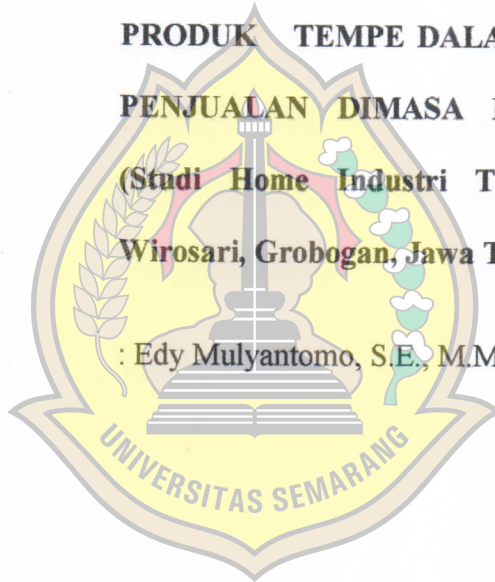 PRODUK TEMPE DALA
PENJUALAN DIMASA
(Studi Home Industri T
Wirosari, Grobogan, Jawa T
: Edy Mulyantomo, S.E., M.M
UNIVERSITAS SEMARANG